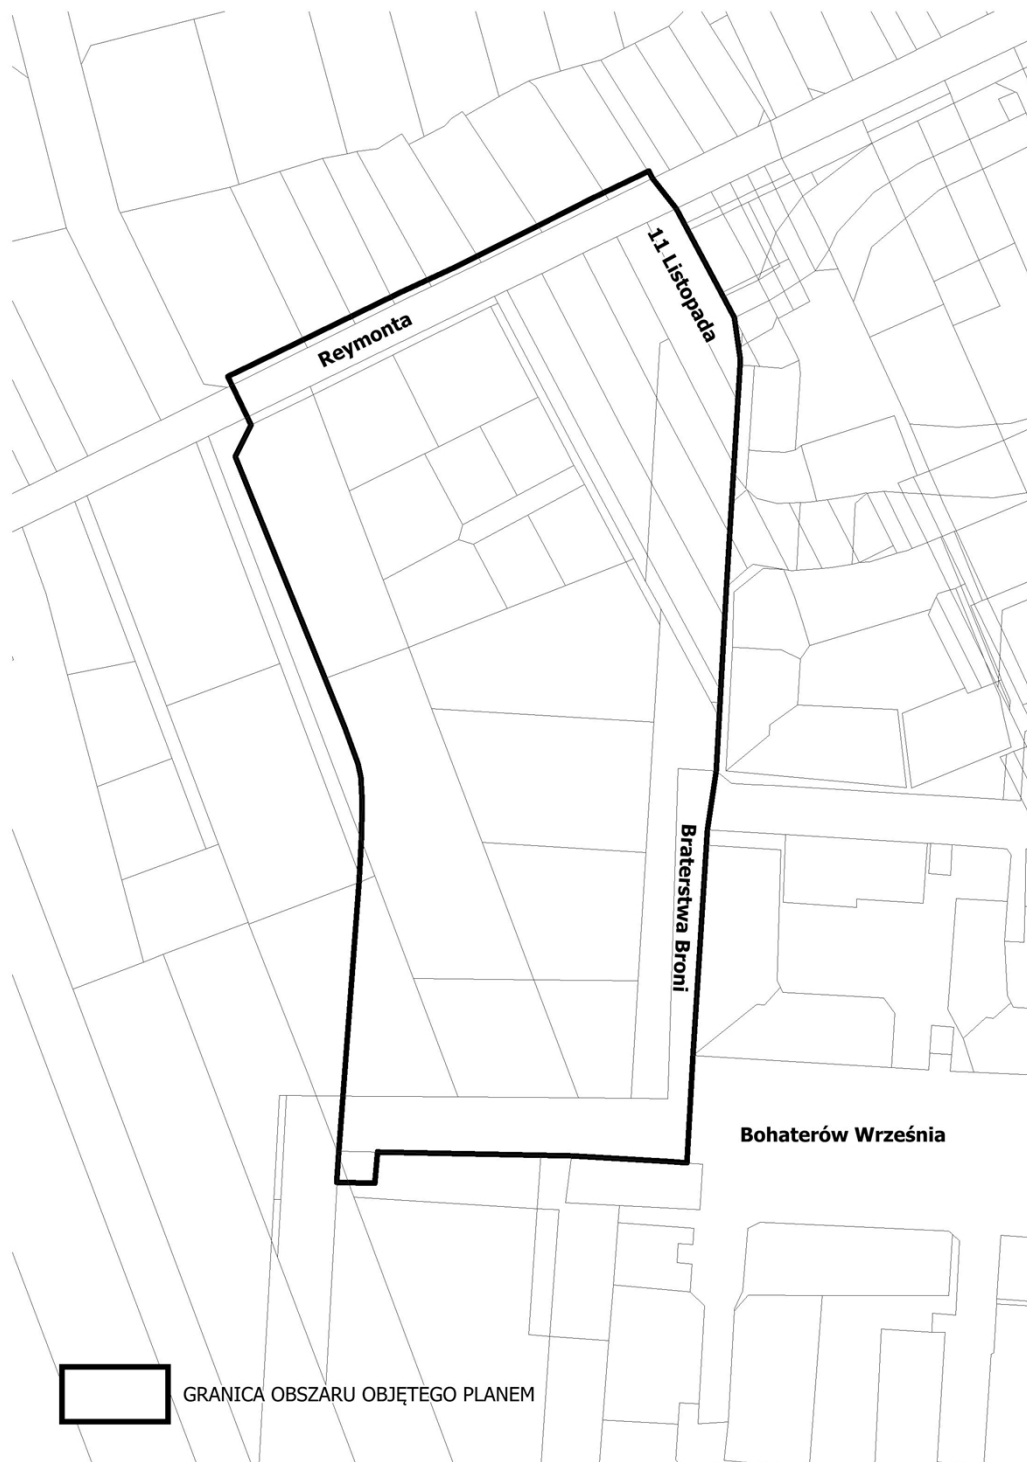 11 Listopada
Reymonta
Braterstwa Broni
Bohaterów Września
GRANICA OBSZARU OBJĘTEGO PLANEM